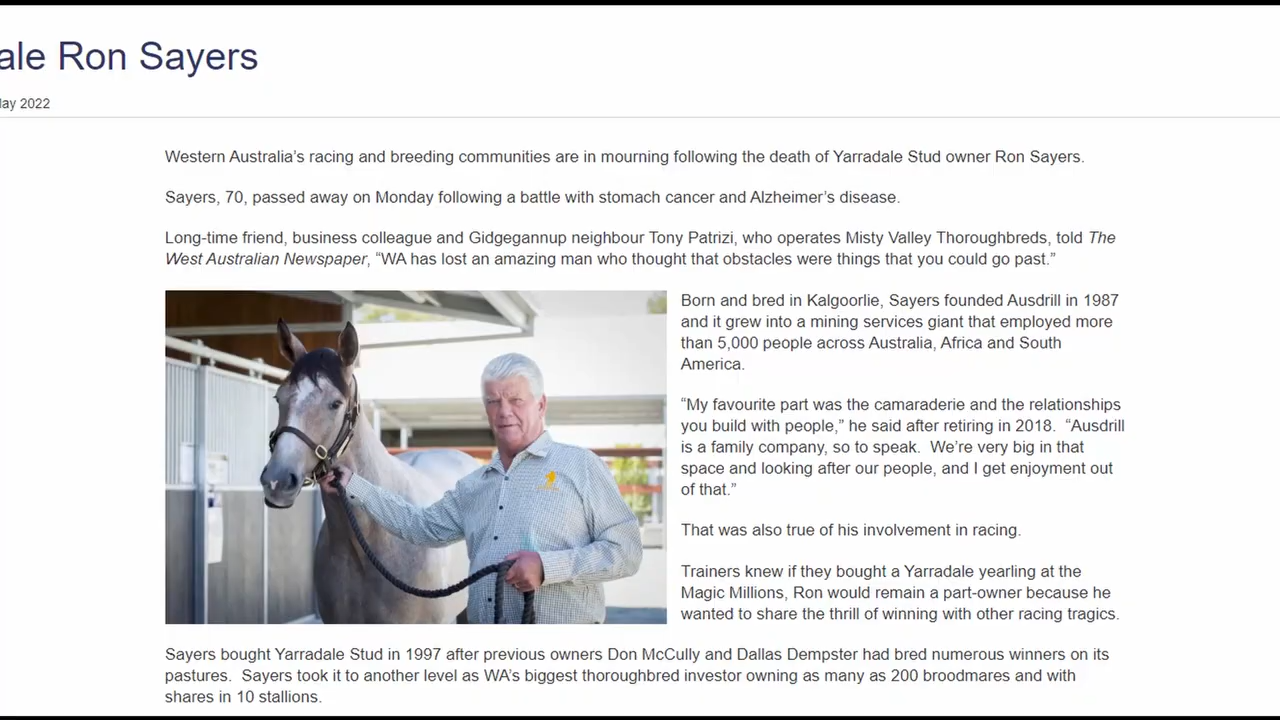 ale Ron Sayers
May 2022
Western Australia’s racing and breeding communities are in mourning following the death of Yarradale Stud owner Ron Sayers.
Sayers, 70, passed away on Monday following a battle with stomach cancer and Alzheimer’s disease.
Long-time friend, business colleague and Gidgegannup neighbour Tony Patrizi, who operates Misty Valley Thoroughbreds, told The
West Australian Newspaper, “WA has lost an amazing man who thought that obstacles were things that you could go past.”
Born and bred in Kalgoorlie, Sayers founded Ausdrill in 1987
and it grew into a mining services giant that employed more
than 5,000 people across Australia, Africa and South
America.
“My favourite part was the camaraderie and the relationships
you build with people,” he said after retiring in 2018.  “Ausdrill
is a family company, so to speak.  We’re very big in that
space and looking after our people, and I get enjoyment out
of that.”
That was also true of his involvement in racing.
Trainers knew if they bought a Yarradale yearling at the
Magic Millions, Ron would remain a part-owner because he
wanted to share the thrill of winning with other racing tragics.
Sayers bought Yarradale Stud in 1997 after previous owners Don McCully and Dallas Dempster had bred numerous winners on its
pastures.  Sayers took it to another level as WA’s biggest thoroughbred investor owning as many as 200 broodmares and with
shares in 10 stallions.